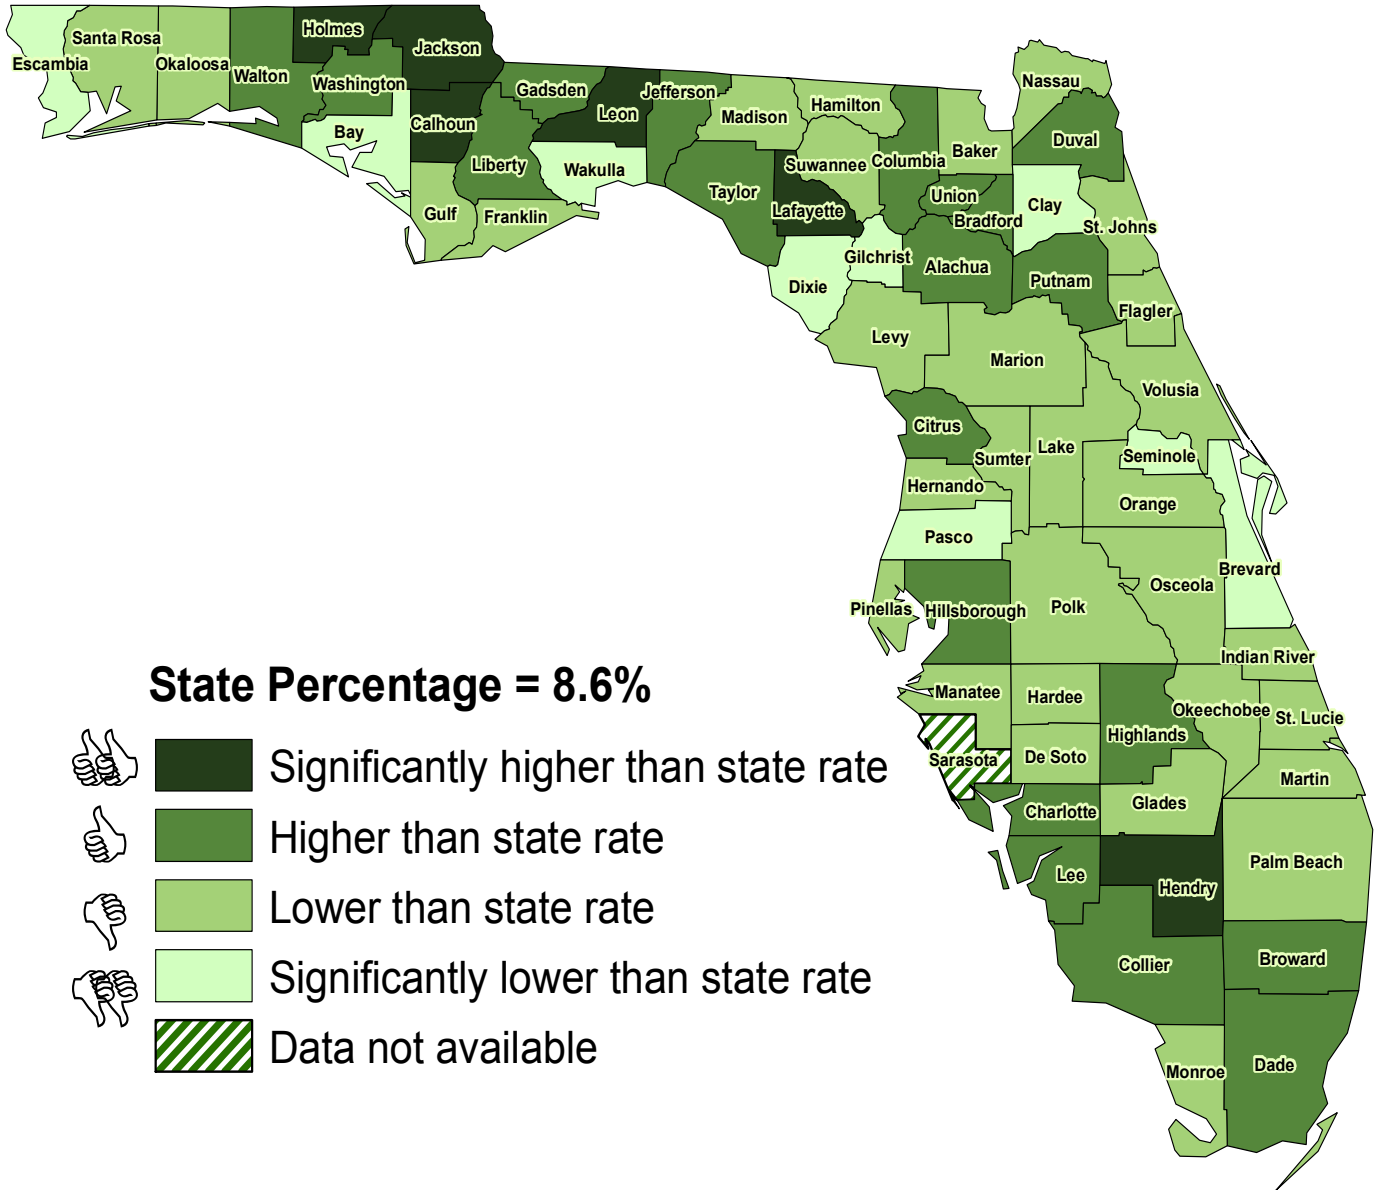 Holmes
Santa Rosa
Jackson
Escambia
Okaloosa
Walton
Washington
Gadsden
Jefferson
Nassau
Leon
Hamilton
Madison
Calhoun
Bay
Duval
Baker
Liberty
Wakulla
Suwannee
Columbia
Taylor
Union
Clay
Lafayette
Gulf
Franklin
Bradford
St. Johns
Gilchrist
Alachua
Dixie
Putnam
Flagler
Levy
Marion
Volusia
Citrus
Lake
Sumter
Seminole
Hernando
Orange
Pasco
Brevard
Osceola
Pinellas
Hillsborough
Polk
Indian River
State Percentage = 8.6%
Manatee
Hardee
Okeechobee
St. Lucie
Highlands
Significantly higher than state rate
Sarasota
De Soto
Martin
Glades
Charlotte
Higher than state rate
Palm Beach
Lee
Hendry
Lower than state rate
Collier
Broward
Significantly lower than state rate
Data not available
Monroe
Dade